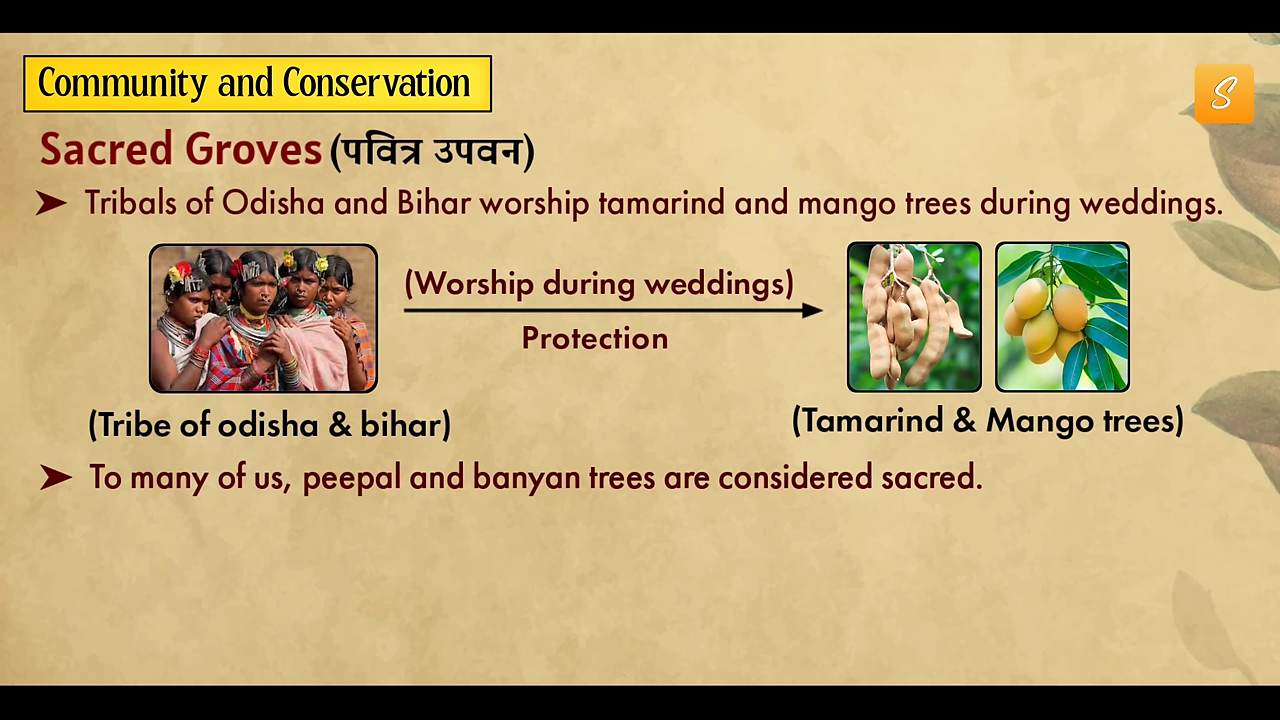 Community and Conservation
S
Sacred Groves (पवित्र उपवन)
➤ Tribals of Odisha and Bihar worship tamarind and mango trees during weddings.
(Worship during weddings)
Protection
(Tribe of odisha & bihar)
(Tamarind & Mango trees)
➤ To many of us, peepal and banyan trees are considered sacred.